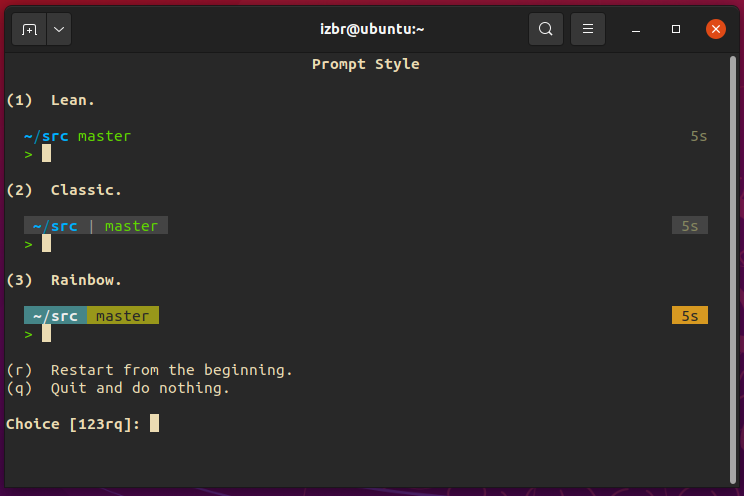 izbr@ubuntu:~
Prompt Style
(1) Lean.
~/src master 5s
>
(2) Classic.
~/src | master 5s
>
(3) Rainbow.
~/src master 5s
>
(r) Restart from the beginning.
(q) Quit and do nothing.
Choice [123rq]: